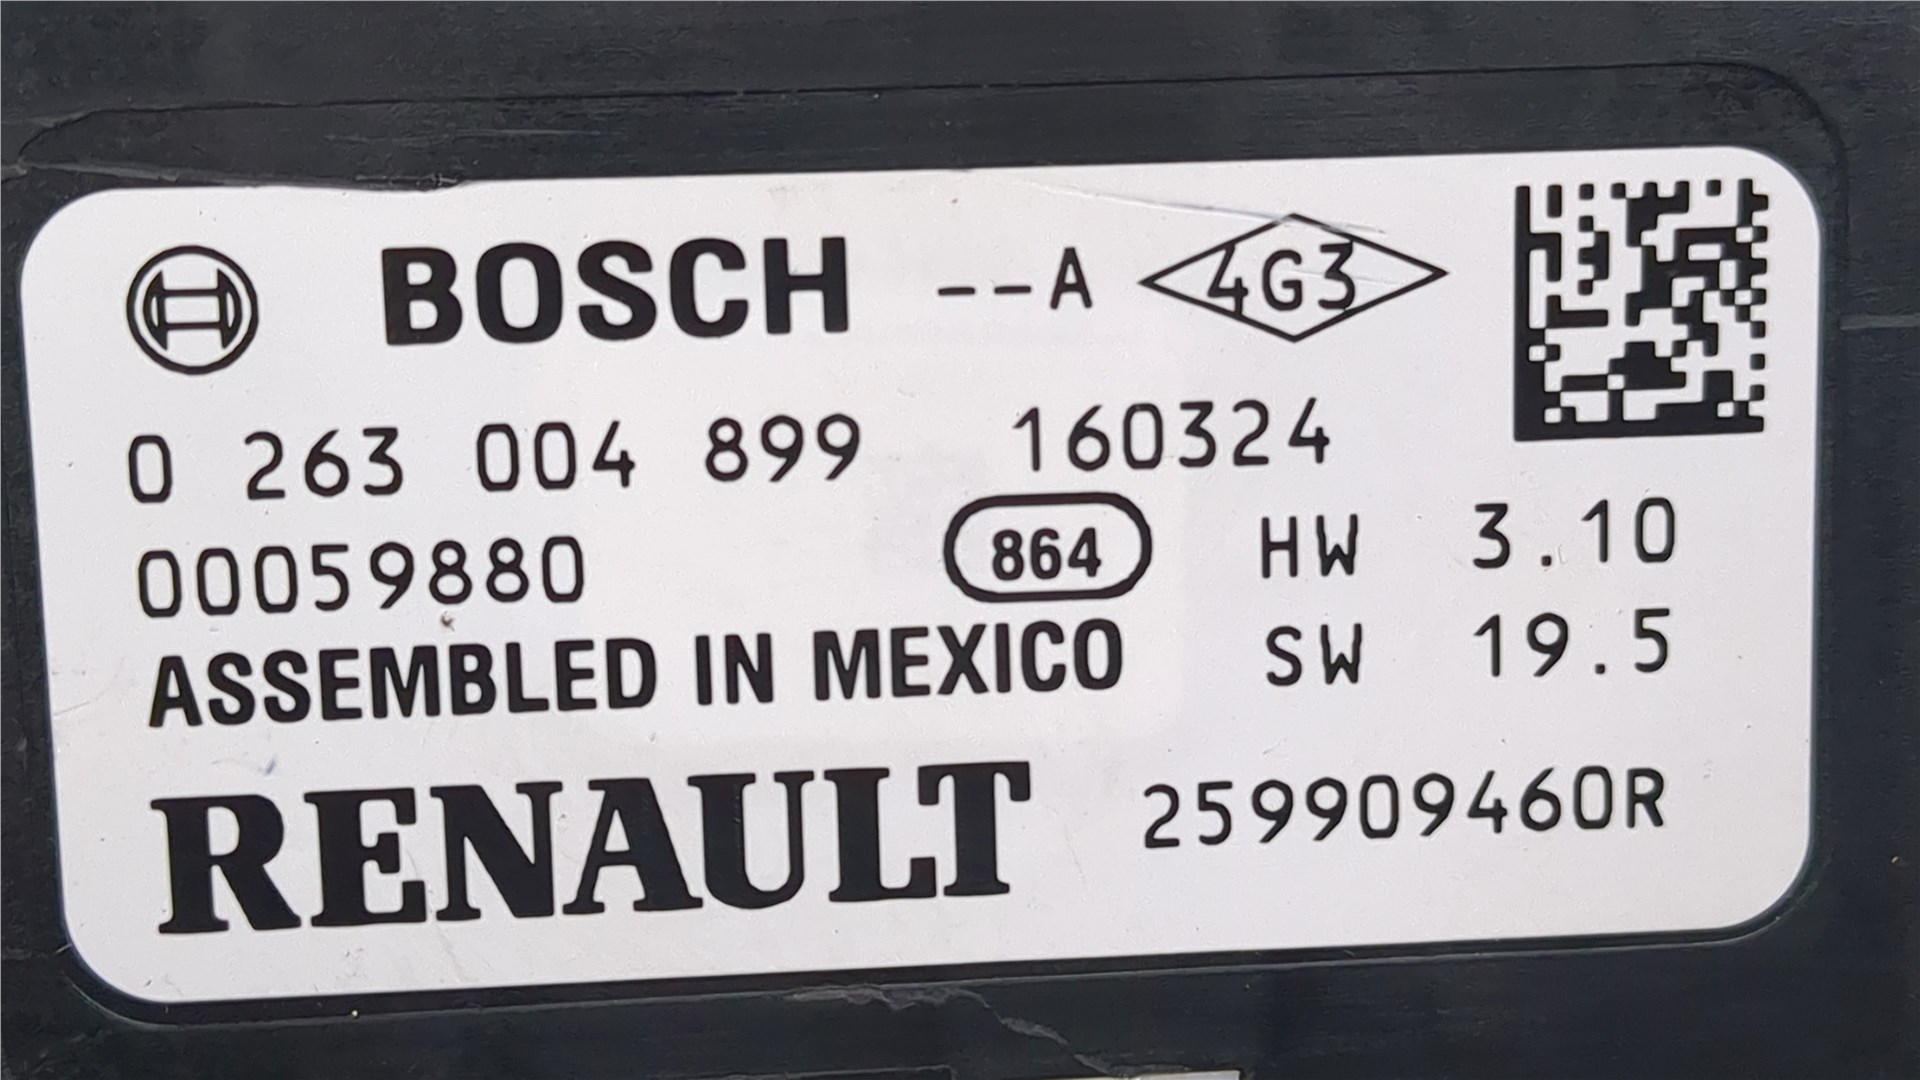 BOSCH --A 4G3
0 263 004 899 160324
00059880 864 HW 3.10
ASSEMBLED IN MEXICO SW 19.5
RENAULT 259909460R